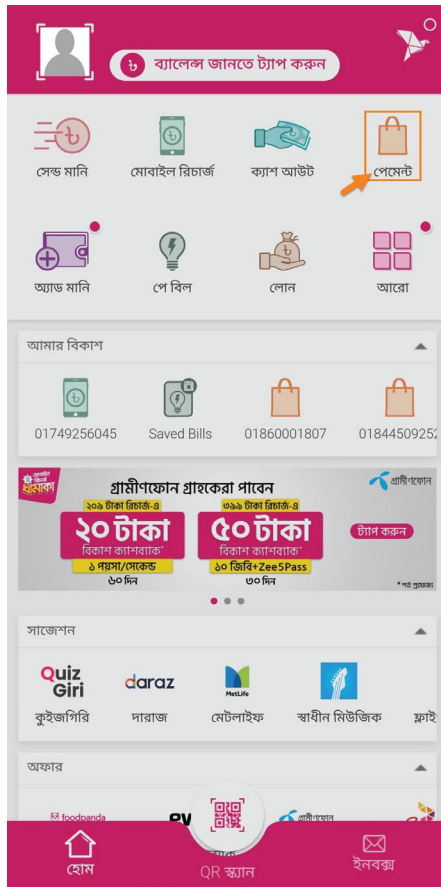 ৳ ব্যালেন্স জানতে ট্যাপ করুন
সেন্ড মানি মোবাইল রিচার্জ ক্যাশ আউট পেমেন্ট
অ্যাড মানি পে বিল লোন আরো
আমার বিকাশ
01749256045 Saved Bills 01860001807 01844509252
ধামাকা গ্রামীণফোন গ্রাহকেরা পাবেন গ্রামীণফোন
২০৯ টাকা রিচার্জ-এ ৩৯৯ টাকা রিচার্জ-এ
২০ টাকা ৫০ টাকা ট্যাপ করুন
বিকাশ ক্যাশব্যাক* বিকাশ ক্যাশব্যাক*
১ পয়সা/সেকেন্ড ১০ জিবি+Zee5Pass
৬০ দিন ৩০ দিন * শর্ত প্রযোজ্য
সাজেশন
Quiz Giri daraz MetLife
কুইজগিরি দারাজ মেটলাইফ স্বাধীন মিউজিক ফ্লাই
অফার
foodpanda গ্রামীণফোন
হোম QR স্ক্যান ইনবক্স